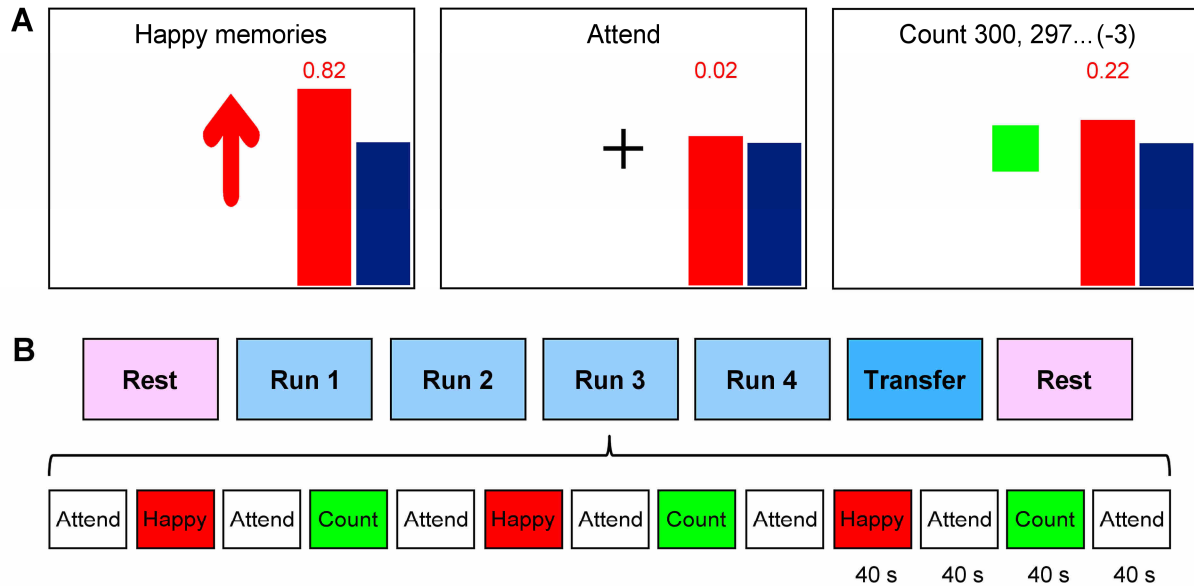 A
Happy memories
0.82
Attend
0.02
Count 300, 297... (-3)
0.22
B
Rest
Run 1
Run 2
Run 3
Run 4
Transfer
Rest
Attend
Happy
Attend
Count
Attend
Happy
Attend
Count
Attend
Happy
Attend
Count
Attend
40 s
40 s
40 s
40 s